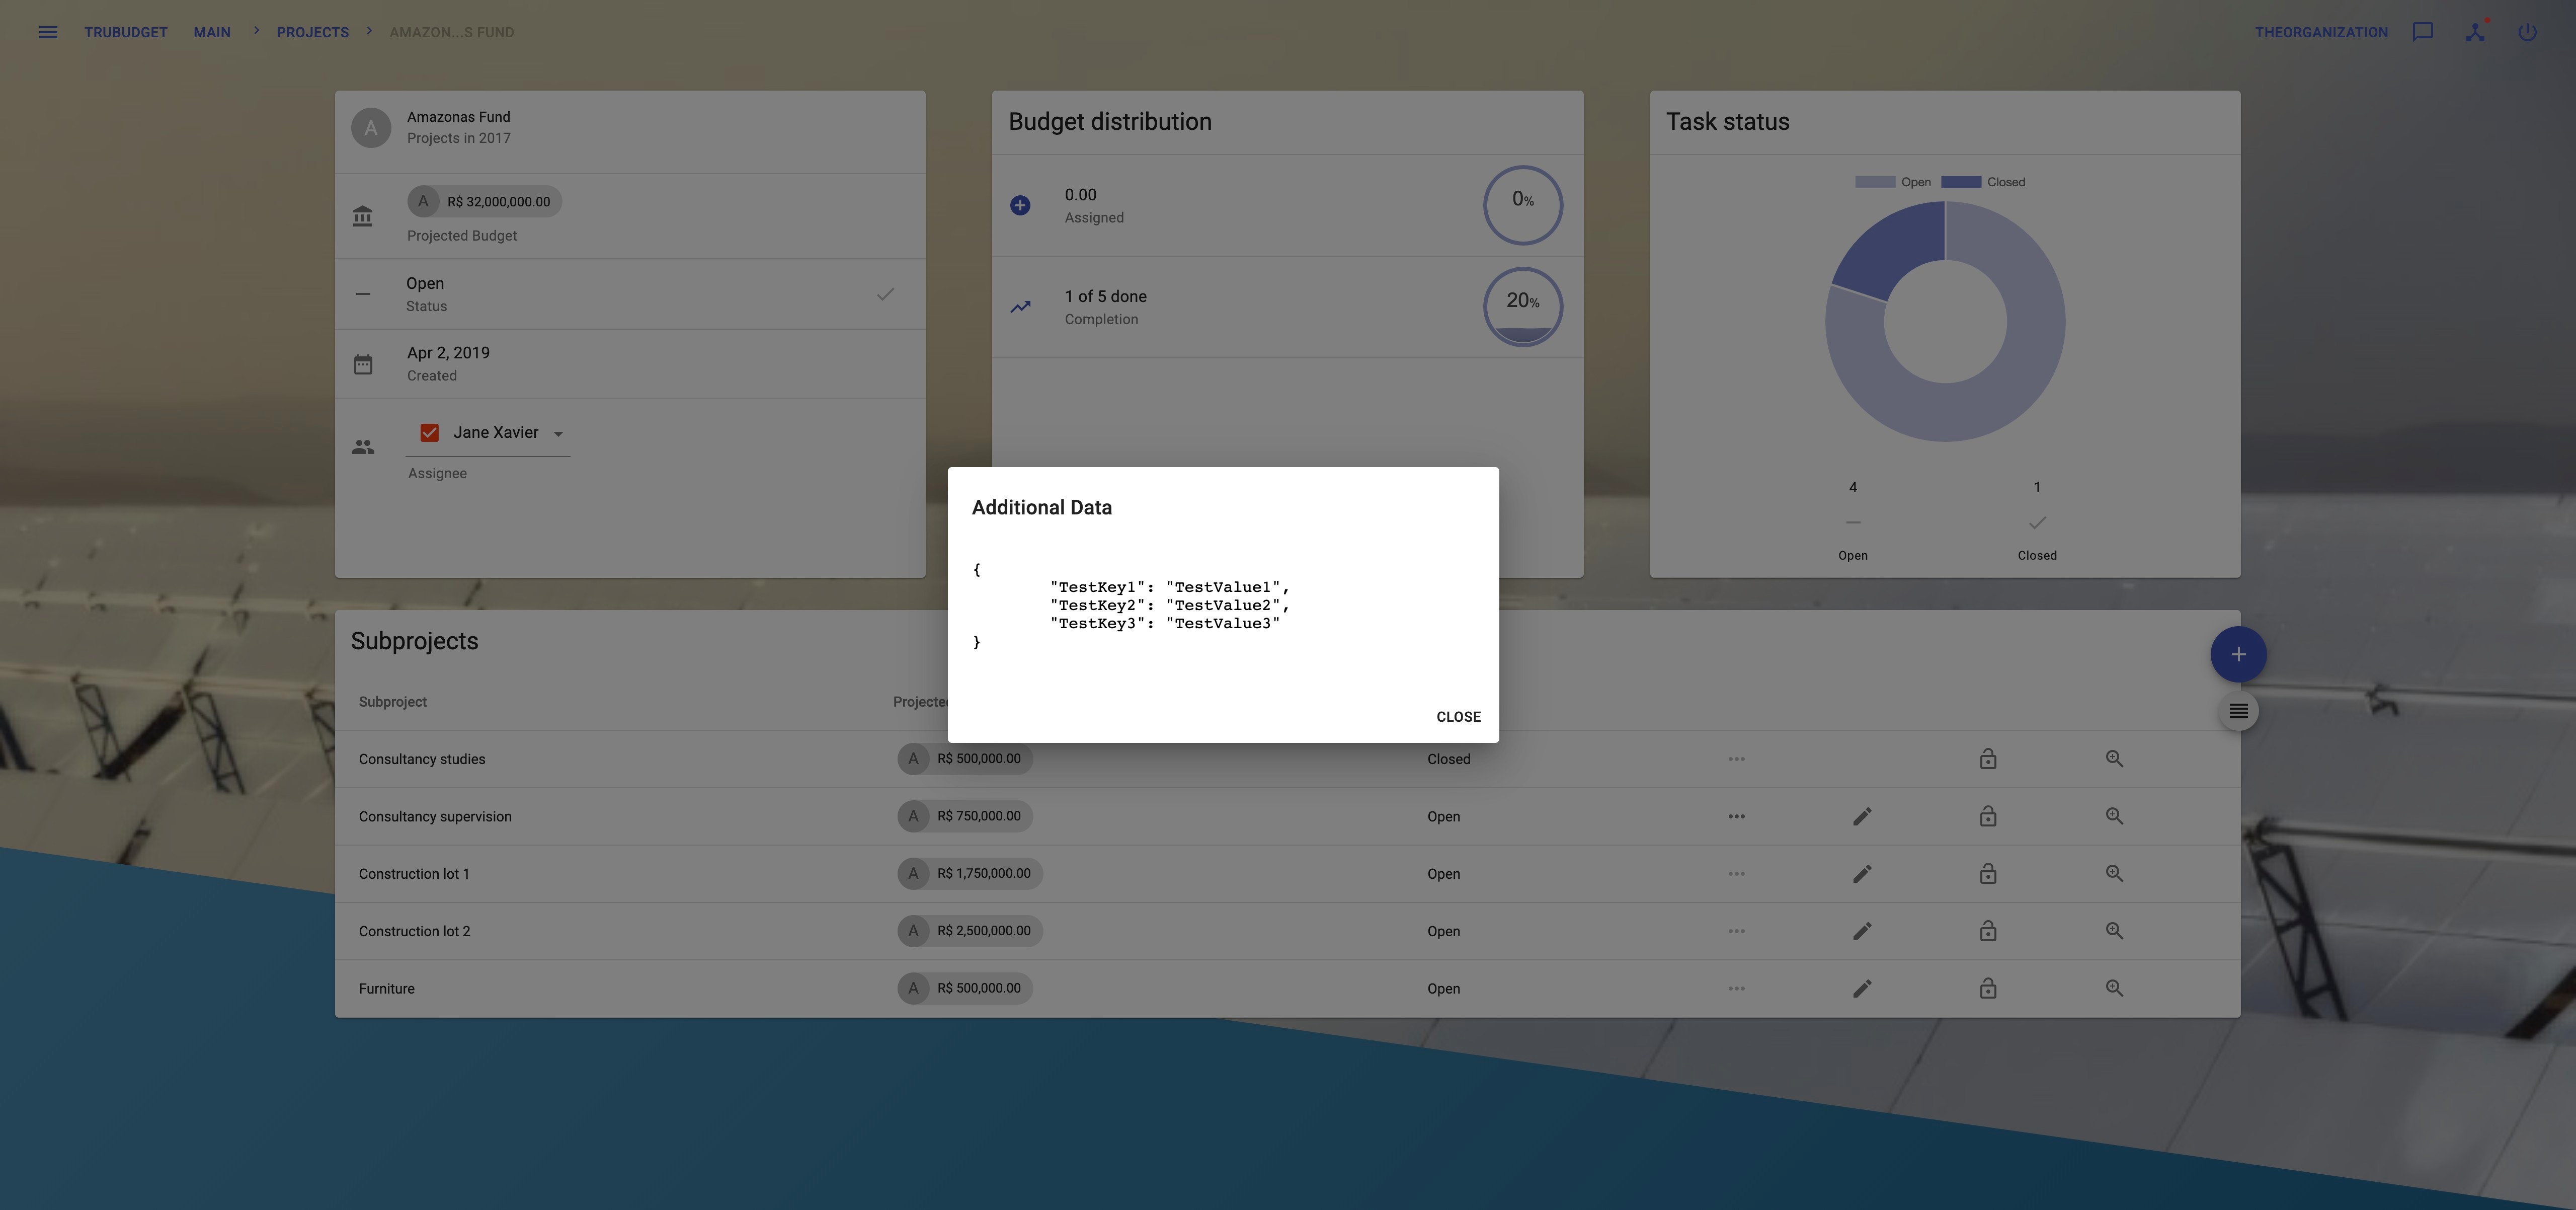 TRUBUDGET MAIN > PROJECTS > AMAZON...S FUND
THEORGANIZATION
A
Amazonas Fund
Projects in 2017
A R$ 32,000,000.00
Projected Budget
Open
Status
Apr 2, 2019
Created
Jane Xavier
Assignee
Budget distribution
0.00
Assigned
0%
1 of 5 done
Completion
20%
Task status
Open Closed
4 1
Open Closed
Additional Data
{
"TestKey1": "TestValue1",
"TestKey2": "TestValue2",
"TestKey3": "TestValue3"
}
CLOSE
Subprojects
Subproject
Consultancy studies A R$ 500,000.00 Closed
Consultancy supervision A R$ 750,000.00 Open
Construction lot 1 A R$ 1,750,000.00 Open
Construction lot 2 A R$ 2,500,000.00 Open
Furniture A R$ 500,000.00 Open